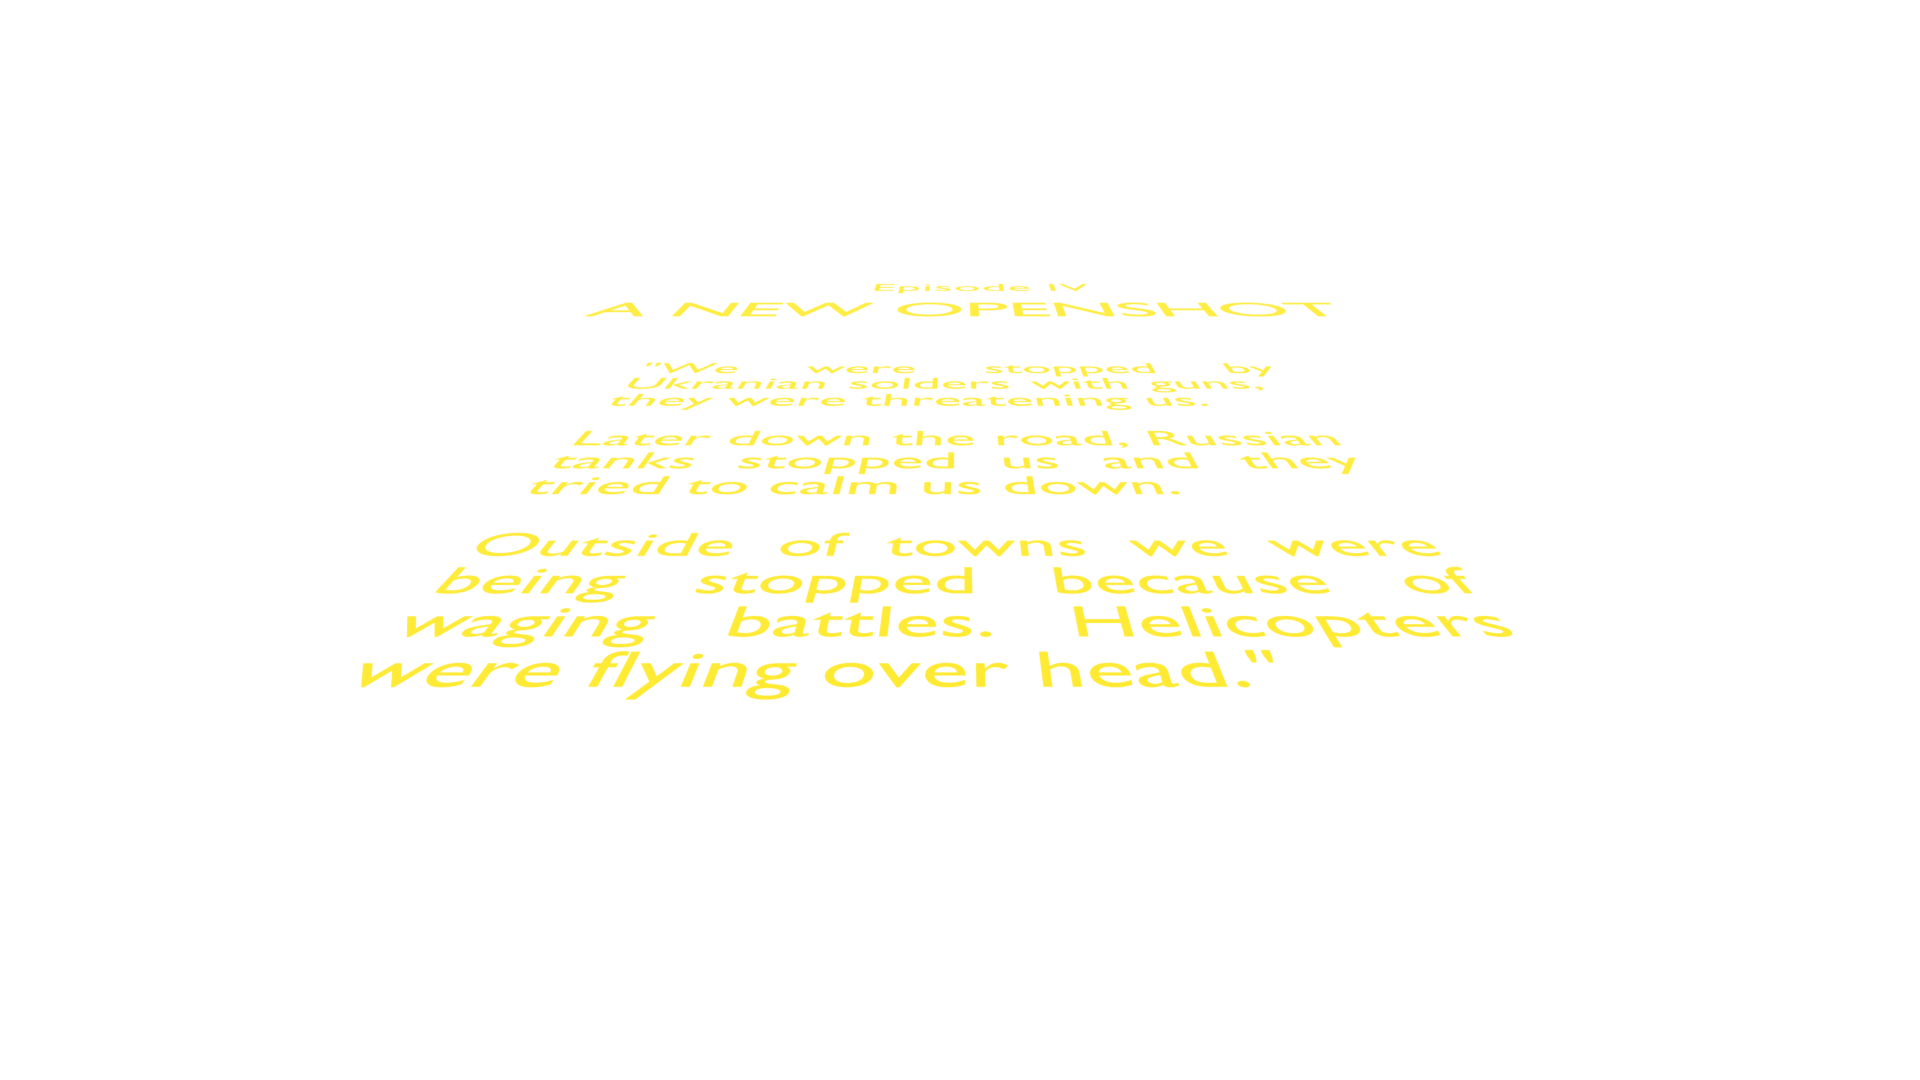 Episode IV
A NEW OPENSHOT
"We were stopped by
Ukranian solders with guns,
they were threatening us.
Later down the road, Russian
tanks stopped us and they
tried to calm us down.
Outside of towns we were
being stopped because of
waging battles. Helicopters
were flying over head."